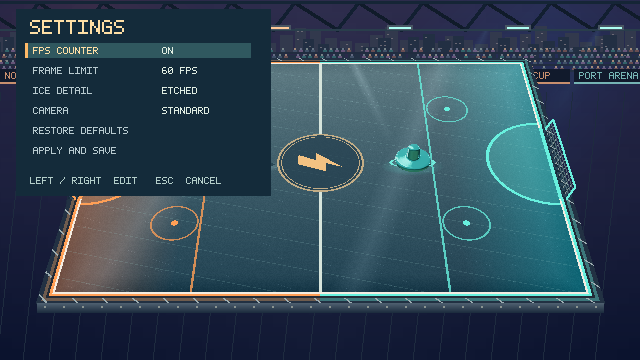 SETTINGS
FPS COUNTER ON
FRAME LIMIT 60 FPS
ICE DETAIL ETCHED
CAMERA STANDARD
RESTORE DEFAULTS
APPLY AND SAVE
LEFT / RIGHT EDIT ESC CANCEL
NO
CUP
PORT ARENA